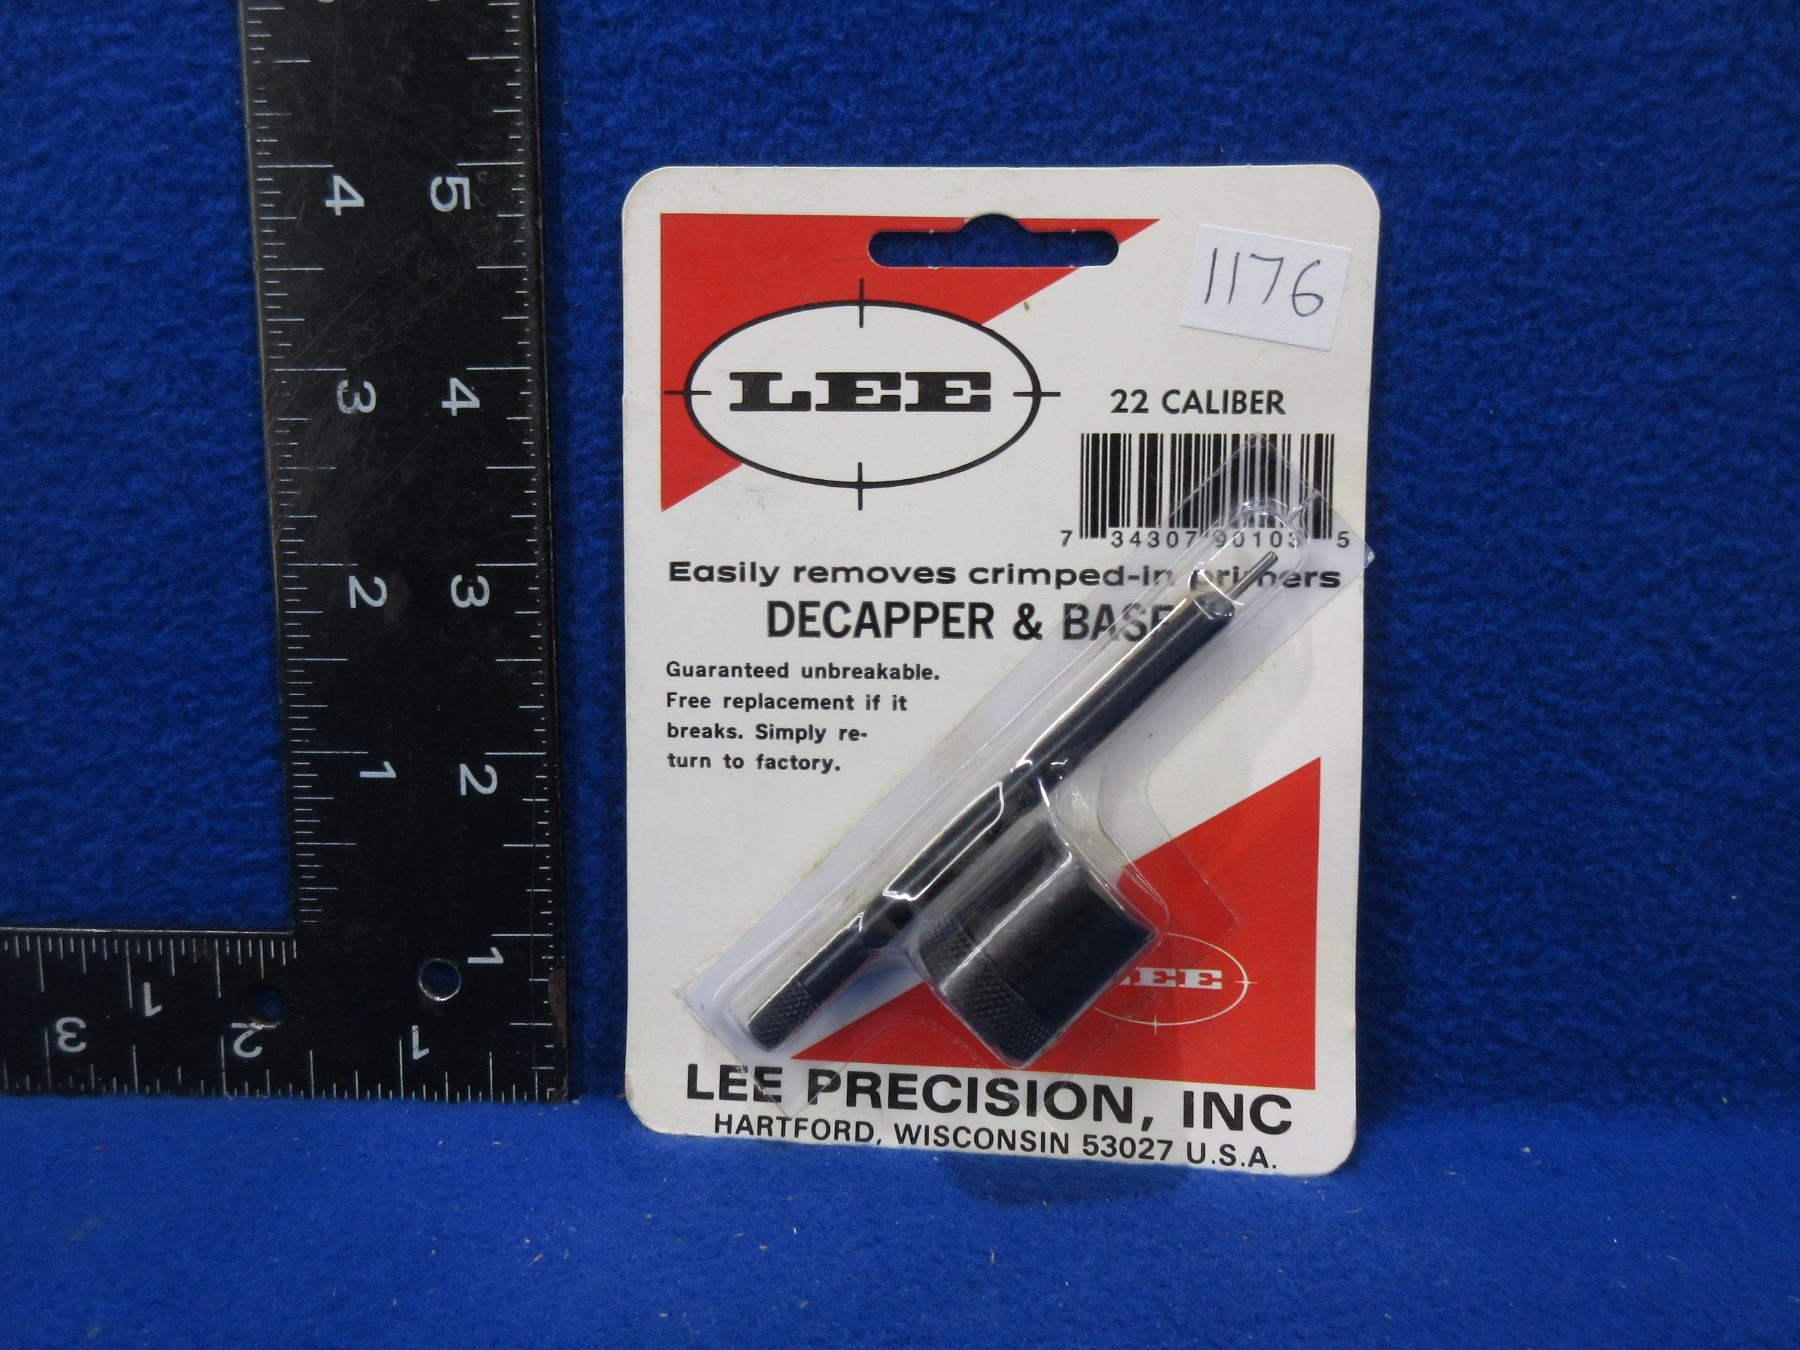 4 5
3 4
2 3
1 2
1
1
3 2 1
1176
LEE
22 CALIBER
7 34307 90103 5
Easily removes crimped-in primers
DECAPPER & BASE
Guaranteed unbreakable.
Free replacement if it
breaks. Simply re-
turn to factory.
LEE
LEE PRECISION, INC
HARTFORD, WISCONSIN 53027 U.S.A.